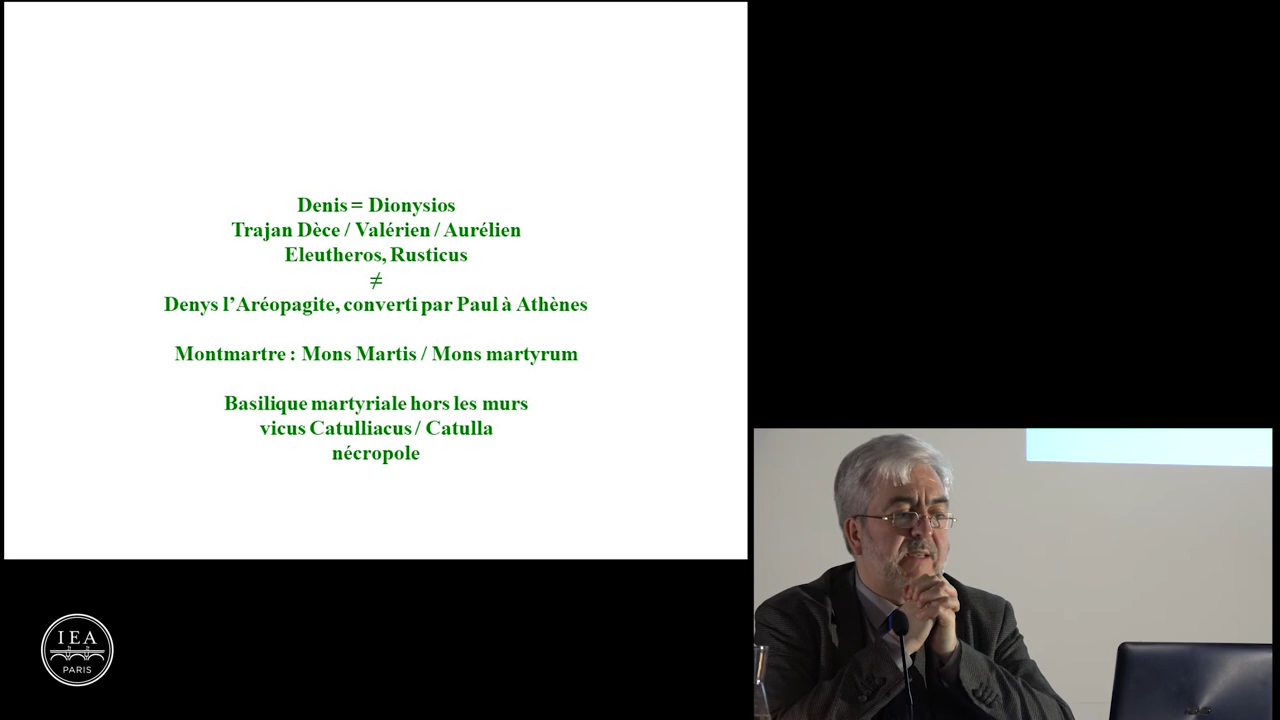 Denis = Dionysios
Trajan Dèce / Valérien / Aurélien
Eleutheros, Rusticus
≠
Denys l’Aréopagite, converti par Paul à Athènes
Montmartre : Mons Martis / Mons martyrum
Basilique martyriale hors les murs
vicus Catulliacus / Catulla
nécropole
IEA
PARIS